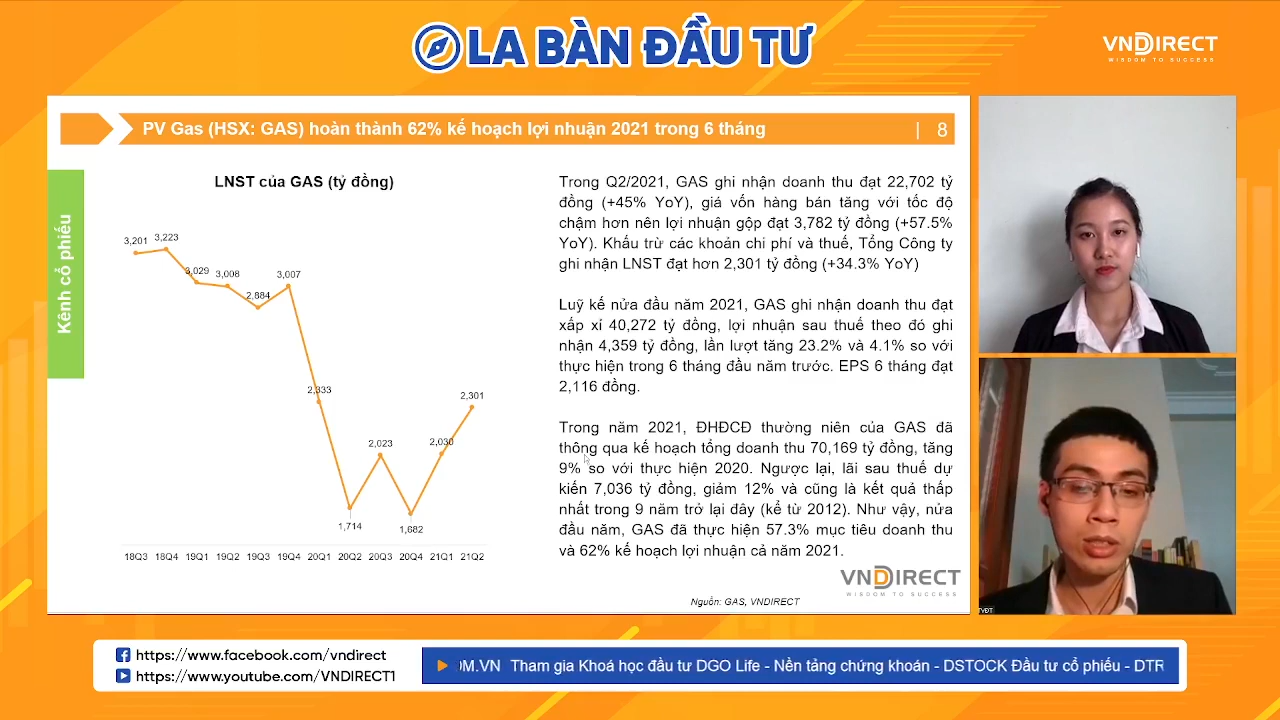 LA BÀN ĐẦU TƯ
VNDIRECT
WISDOM TO SUCCESS
PV Gas (HSX: GAS) hoàn thành 62% kế hoạch lợi nhuận 2021 trong 6 tháng | 8
Kênh cổ phiếu
LNST của GAS (tỷ đồng)
3,201
3,223
3,029
3,008
2,884
3,007
2,333
1,714
2,023
1,682
2,030
2,301
18Q3 18Q4 19Q1 19Q2 19Q3 19Q4 20Q1 20Q2 20Q3 20Q4 21Q1 21Q2
Trong Q2/2021, GAS ghi nhận doanh thu đạt 22,702 tỷ
đồng (+45% YoY), giá vốn hàng bán tăng với tốc độ
chậm hơn nên lợi nhuận gộp đạt 3,782 tỷ đồng (+57.5%
YoY). Khấu trừ các khoản chi phí và thuế, Tổng Công ty
ghi nhận LNST đạt hơn 2,301 tỷ đồng (+34.3% YoY)
Luỹ kế nửa đầu năm 2021, GAS ghi nhận doanh thu đạt
xấp xỉ 40,272 tỷ đồng, lợi nhuận sau thuế theo đó ghi
nhận 4,359 tỷ đồng, lần lượt tăng 23.2% và 4.1% so với
thực hiện trong 6 tháng đầu năm trước. EPS 6 tháng đạt
2,116 đồng.
Trong năm 2021, ĐHĐCĐ thường niên của GAS đã
thông qua kế hoạch tổng doanh thu 70,169 tỷ đồng, tăng
9% so với thực hiện 2020. Ngược lại, lãi sau thuế dự
kiến 7,036 tỷ đồng, giảm 12% và cũng là kết quả thấp
nhất trong 9 năm trở lại dây (kể từ 2012). Như vậy, nửa
đầu năm, GAS đã thực hiện 57.3% mục tiêu doanh thu
và 62% kế hoạch lợi nhuận cả năm 2021.
VNDIRECT
WISDOM TO SUCCESS
Nguồn: GAS, VNDIRECT
TVĐT
https://www.facebook.com/vndirect
https://www.youtube.com/VNDIRECT1
OM.VN Tham gia Khoá học đầu tư DGO Life - Nền tảng chứng khoán - DSTOCK Đầu tư cổ phiếu - DTR